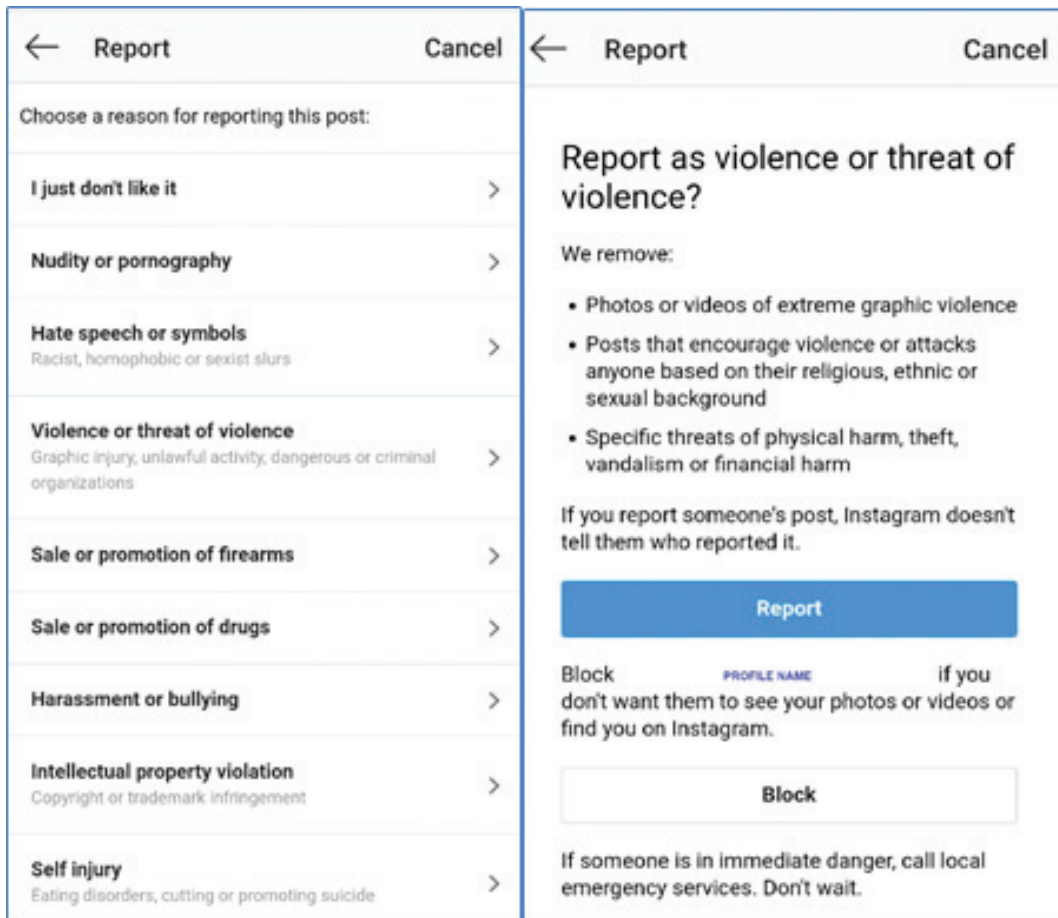 Report
Cancel
Choose a reason for reporting this post:
I just don't like it
Nudity or pornography
Hate speech or symbols
Racist, homophobic or sexist slurs
Violence or threat of violence
Graphic injury, unlawful activity, dangerous or criminal
organizations
Sale or promotion of firearms
Sale or promotion of drugs
Harassment or bullying
Intellectual property violation
Copyright or trademark infringement
Self injury
Eating disorders, cutting or promoting suicide
Report
Cancel
Report as violence or threat of
violence?
We remove:
• Photos or videos of extreme graphic violence
• Posts that encourage violence or attacks
anyone based on their religious, ethnic or
sexual background
• Specific threats of physical harm, theft,
vandalism or financial harm
If you report someone's post, Instagram doesn't
tell them who reported it.
Report
Block PROFILE NAME if you
don't want them to see your photos or videos or
find you on Instagram.
Block
If someone is in immediate danger, call local
emergency services. Don't wait.